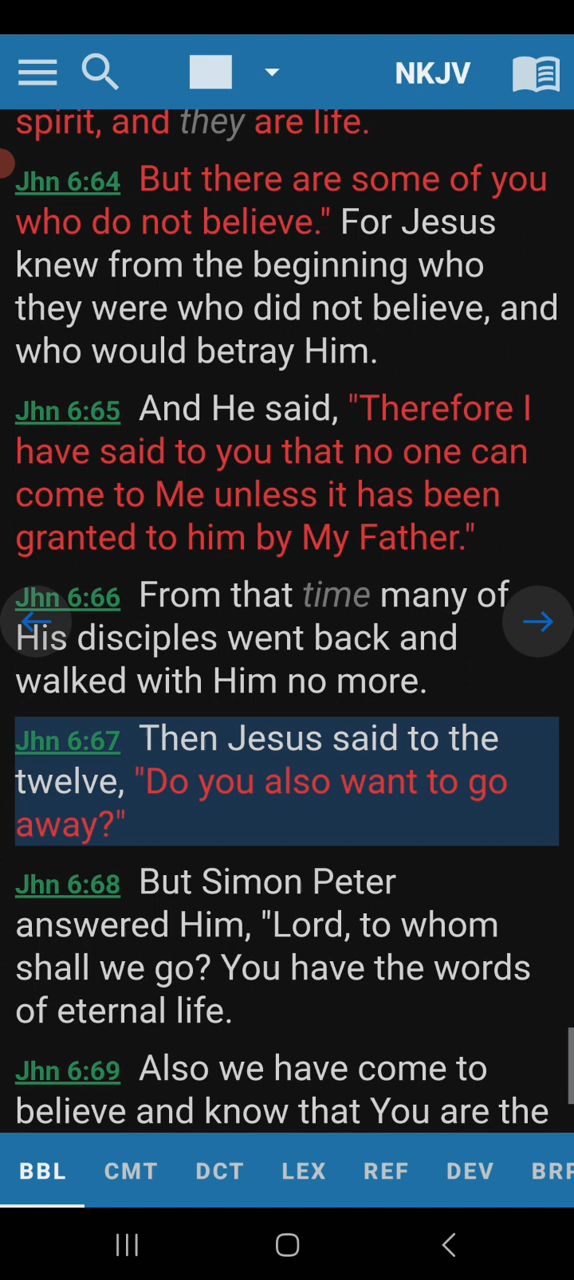 NKJV
spirit, and they are life.
Jhn 6:64 But there are some of you
who do not believe." For Jesus
knew from the beginning who
they were who did not believe, and
who would betray Him.
Jhn 6:65 And He said, "Therefore I
have said to you that no one can
come to Me unless it has been
granted to him by My Father."
Jhn 6:66 From that time many of
His disciples went back and
walked with Him no more.
Jhn 6:67 Then Jesus said to the
twelve, "Do you also want to go
away?"
Jhn 6:68 But Simon Peter
answered Him, "Lord, to whom
shall we go? You have the words
of eternal life.
Jhn 6:69 Also we have come to
believe and know that You are the
BBL CMT DCT LEX REF DEV BRP